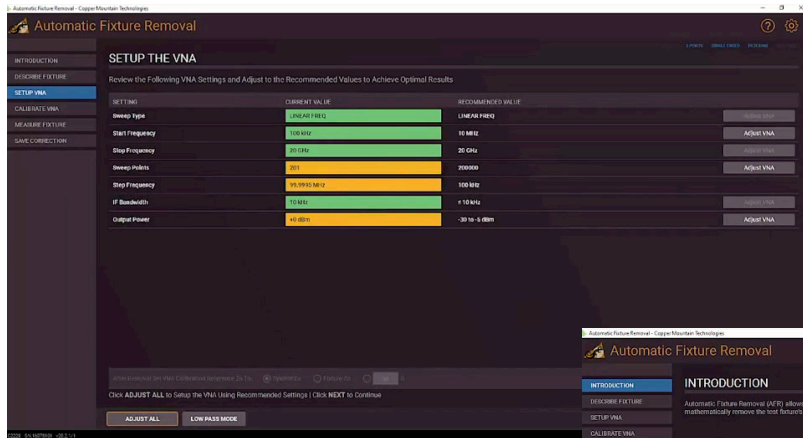 Automatic Fixture Removal - Copper Mountain Technologies
Automatic Fixture Removal
INTRODUCTION
DESCRIBE FIXTURE
SETUP VNA
CALIBRATE VNA
MEASURE FIXTURE
SAVE CORRECTION
SETUP THE VNA
Review the Following VNA Settings and Adjust to the Recommended Values to Achieve Optimal Results
SETTING CURRENT VALUE RECOMMENDED VALUE
Sweep Type LINEAR FREQ LINEAR FREQ Adjust VNA
Start Frequency 100 kHz 10 MHz Adjust VNA
Stop Frequency 20 GHz 20 GHz Adjust VNA
Sweep Points 201 200000 Adjust VNA
Step Frequency 99.9995 MHz 100 kHz
IF Bandwidth 10 kHz ≤ 10 kHz Adjust VNA
Output Power +0 dBm -30 to -5 dBm Adjust VNA
Click ADJUST ALL to Setup the VNA Using Recommended Settings | Click NEXT to Continue
ADJUST ALL LOW PASS MODE
Automatic Fixture Removal - Copper Mountain Technologies
Automatic Fixture Removal
INTRODUCTION
DESCRIBE FIXTURE
SETUP VNA
CALIBRATE VNA
INTRODUCTION
Automatic Fixture Removal (AFR) allows
mathematically remove the test fixture's